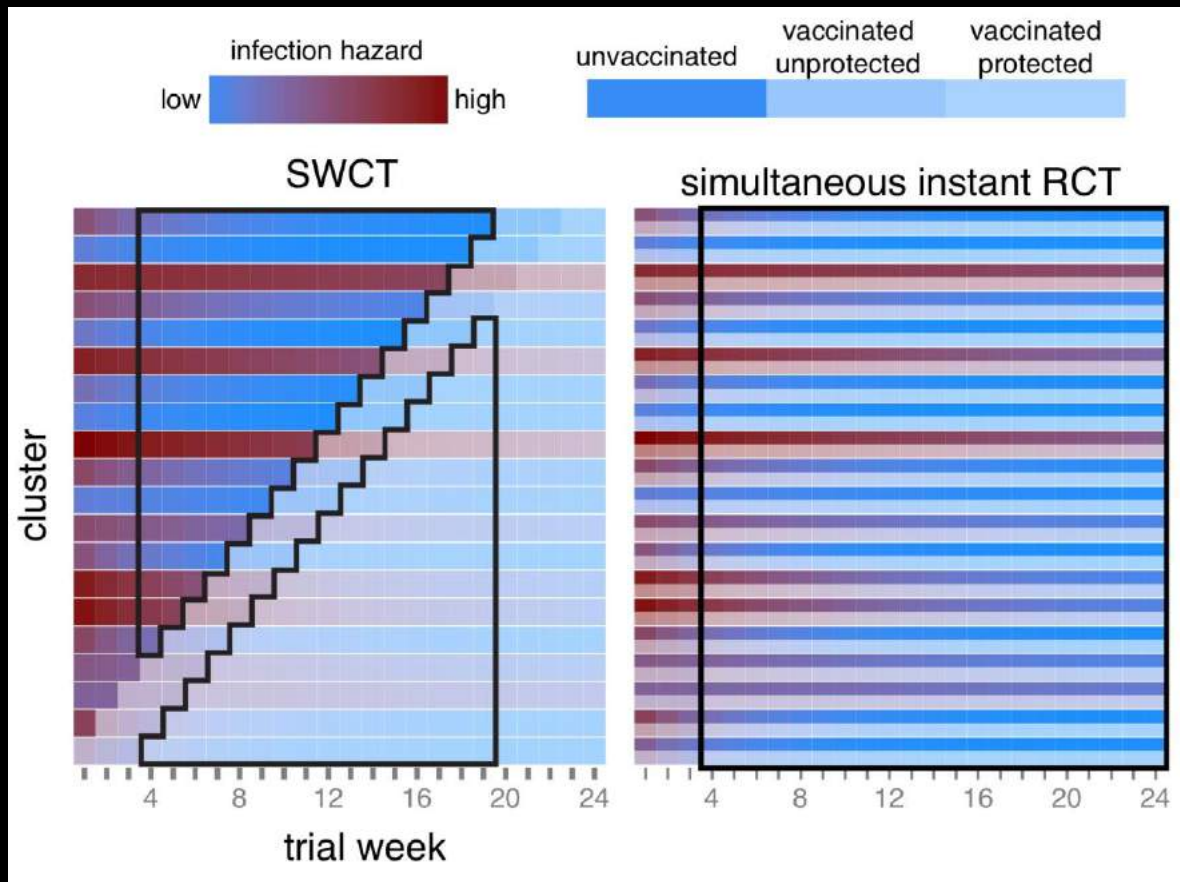 infection hazard
low high
unvaccinated
vaccinated
unprotected
vaccinated
protected
SWCT
simultaneous instant RCT
cluster
4 8 12 16 20 24
4 8 12 16 20 24
trial week